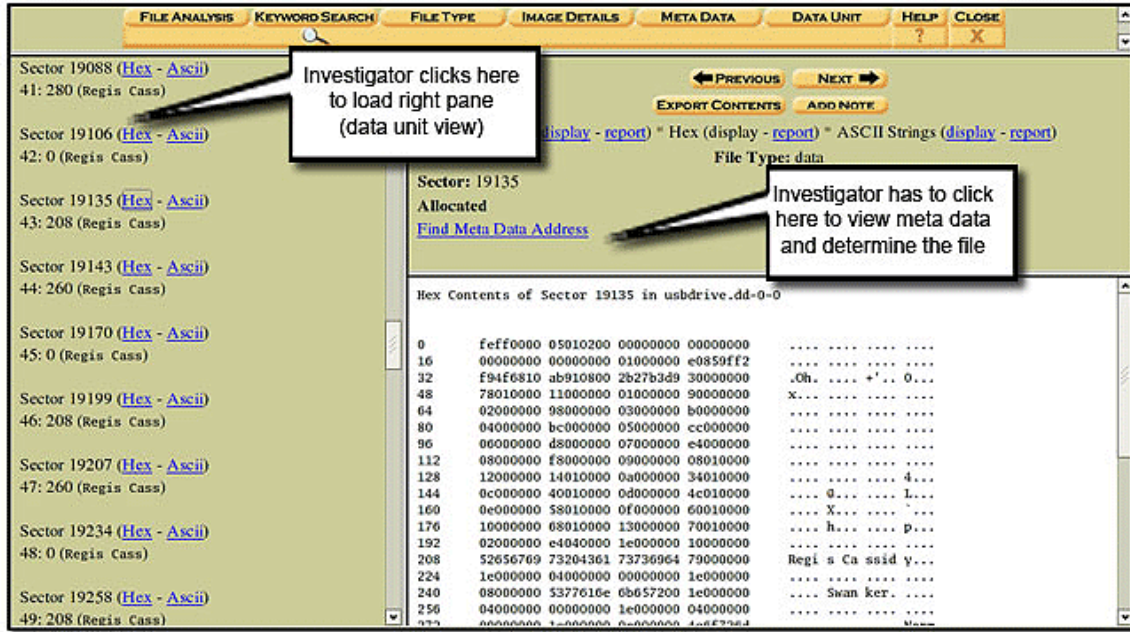 FILE ANALYSIS KEYWORD SEARCH FILE TYPE IMAGE DETAILS META DATA DATA UNIT HELP CLOSE
? X
Sector 19088 (Hex - Ascii)
41: 280 (Regis Cass)
Sector 19106 (Hex - Ascii)
42: 0 (Regis Cass)
Sector 19135 (Hex - Ascii)
43: 208 (Regis Cass)
Sector 19143 (Hex - Ascii)
44: 260 (Regis Cass)
Sector 19170 (Hex - Ascii)
45: 0 (Regis Cass)
Sector 19199 (Hex - Ascii)
46: 208 (Regis Cass)
Sector 19207 (Hex - Ascii)
47: 260 (Regis Cass)
Sector 19234 (Hex - Ascii)
48: 0 (Regis Cass)
Sector 19258 (Hex - Ascii)
49: 208 (Regis Cass)
Investigator clicks here
to load right pane
(data unit view)
PREVIOUS NEXT
EXPORT CONTENTS ADD NOTE
(display - report) * Hex (display - report) * ASCII Strings (display - report)
File Type: data
Sector: 19135
Allocated
Find Meta Data Address
Investigator has to click
here to view meta data
and determine the file
Hex Contents of Sector 19135 in usbdrive.dd-0-0
0 feff0000 05010200 00000000 00000000 .... .... .... ....
16 00000000 00000000 01000000 e0859ff2 .... .... .... ....
32 f94f6810 ab910800 2b27b3d9 30000000 .Oh. .... +'.. 0...
48 78010000 11000000 01000000 90000000 x... .... .... ....
64 02000000 98000000 03000000 b0000000 .... .... .... ....
80 04000000 bc000000 05000000 cc000000 .... .... .... ....
96 06000000 d8000000 07000000 e4000000 .... .... .... ....
112 08000000 f8000000 09000000 08010000 .... .... .... ....
128 12000000 14010000 0a000000 34010000 .... .... .... 4...
144 0c000000 40010000 0d000000 4c010000 .... @... .... L...
160 0e000000 58010000 0f000000 60010000 .... X... .... `...
176 10000000 68010000 13000000 70010000 .... h... .... p...
192 02000000 e4040000 1e000000 10000000 .... .... .... ....
208 52656769 73204361 73736964 79000000 Regi s Ca ssid y...
224 1e000000 04000000 00000000 1e000000 .... .... .... ....
240 08000000 5377616e 6b657200 1e000000 .... Swan ker. ....
256 04000000 00000000 1e000000 04000000 .... .... .... ....
272 00000000 1e000000 4e6f726d .... .... .... Norm